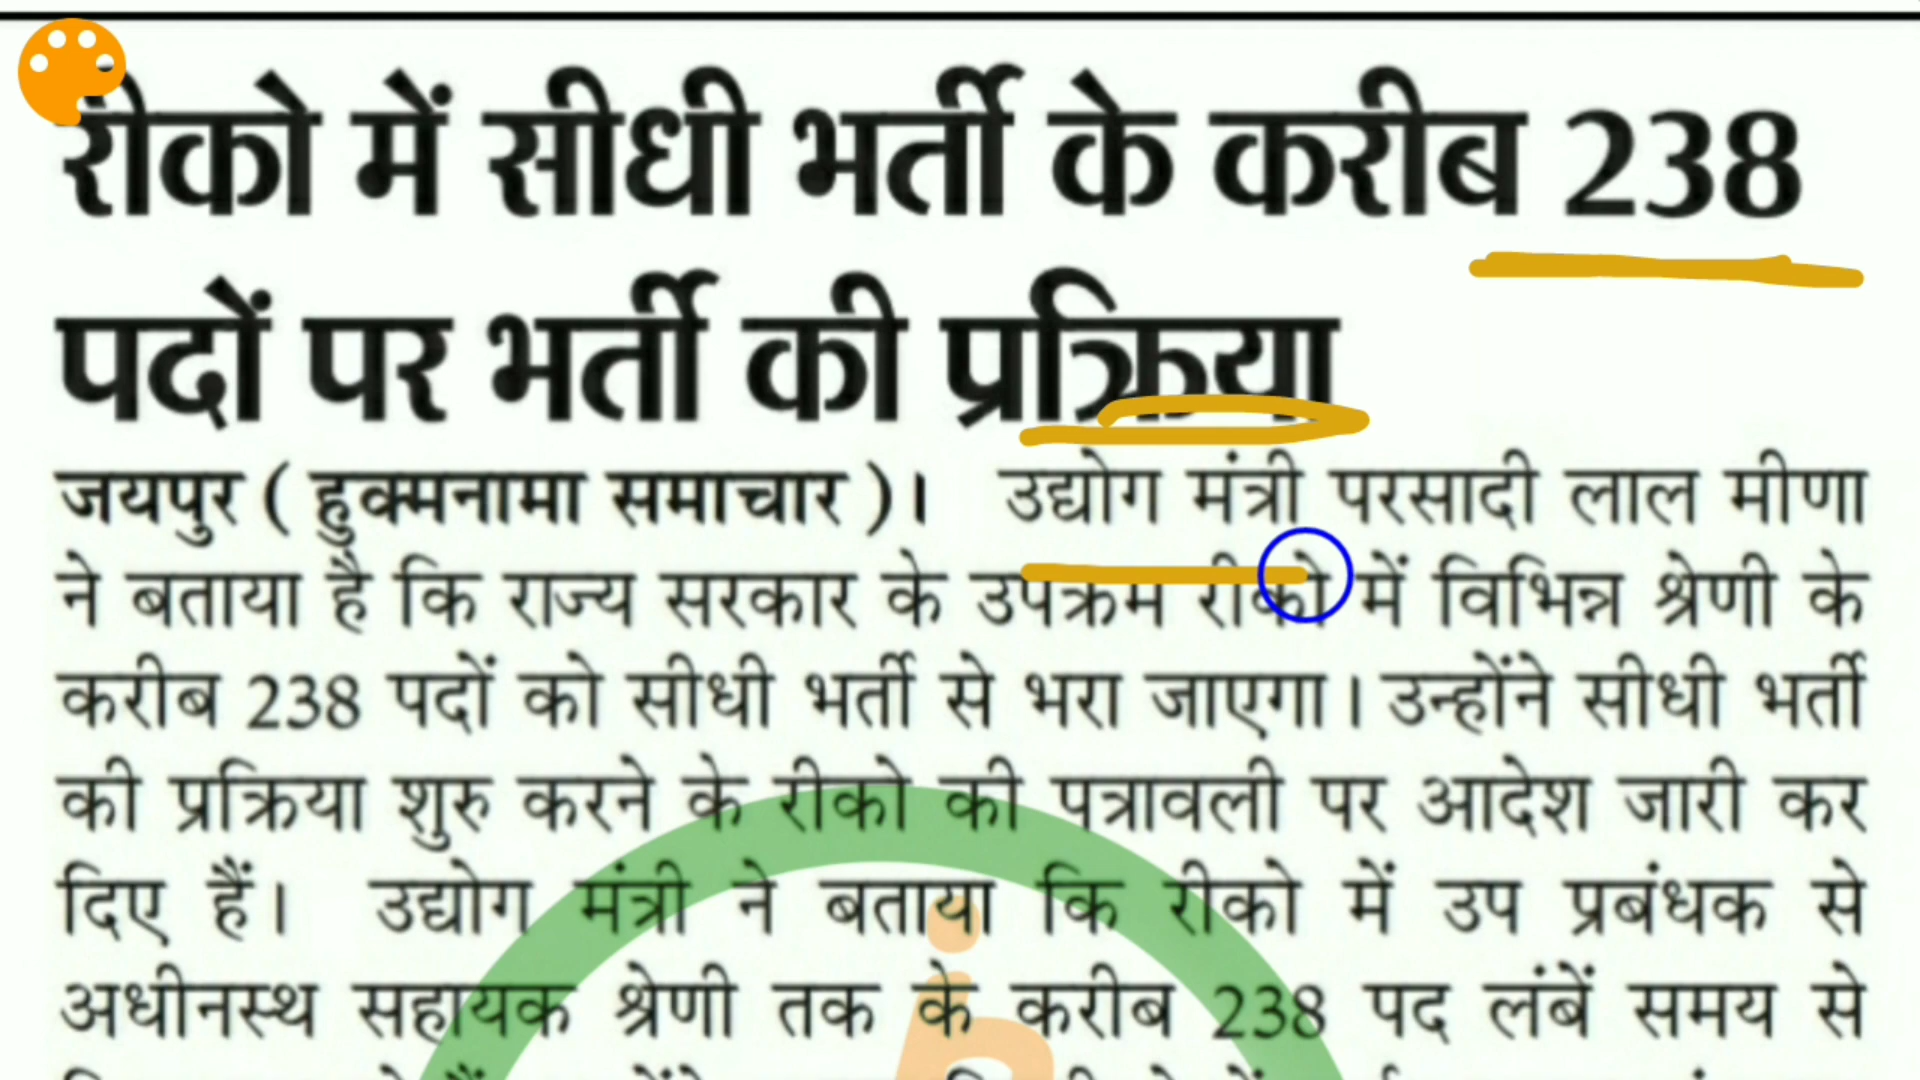 रीको में सीधी भर्ती के करीब 238
पदों पर भर्ती की प्रक्रिया
जयपुर ( हुक्मनामा समाचार )। उद्योग मंत्री परसादी लाल मीणा
ने बताया है कि राज्य सरकार के उपक्रम रीको में विभिन्न श्रेणी के
करीब 238 पदों को सीधी भर्ती से भरा जाएगा। उन्होंने सीधी भर्ती
की प्रक्रिया शुरु करने के रीको की पत्रावली पर आदेश जारी कर
दिए हैं। उद्योग मंत्री ने बताया कि रीको में उप प्रबंधक से
अधीनस्थ सहायक श्रेणी तक के करीब 238 पद लंबें समय से